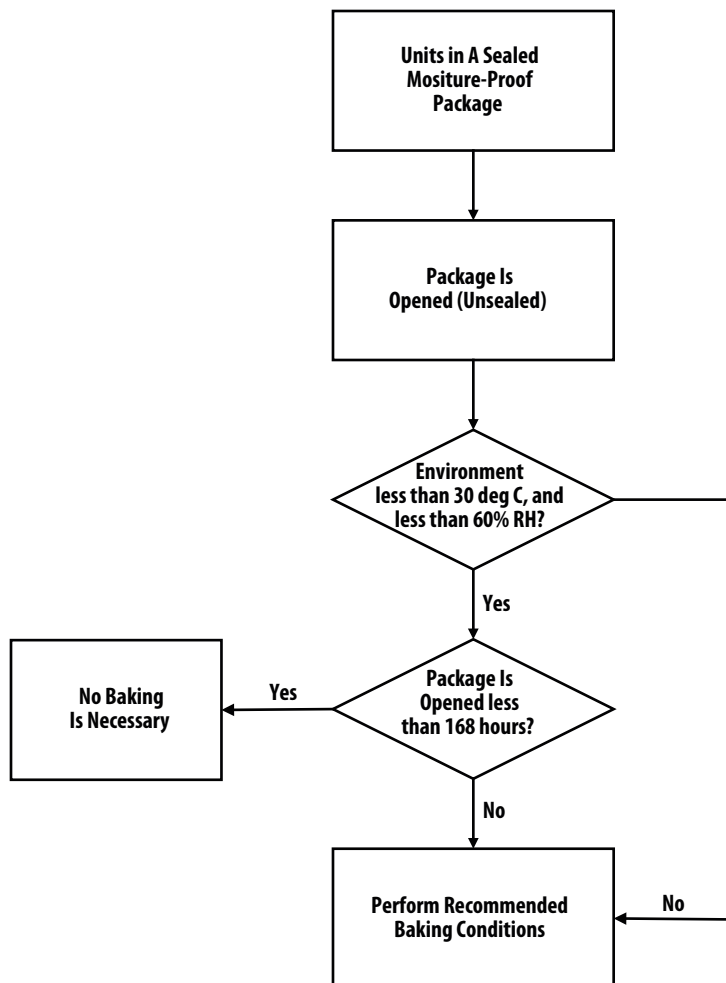 Units in A Sealed
Mositure-Proof
Package
Package Is
Opened (Unsealed)
Environment
less than 30 deg C, and
less than 60% RH?
Yes
No Baking
Is Necessary
Yes
Package Is
Opened less
than 168 hours?
No
Perform Recommended
Baking Conditions
No